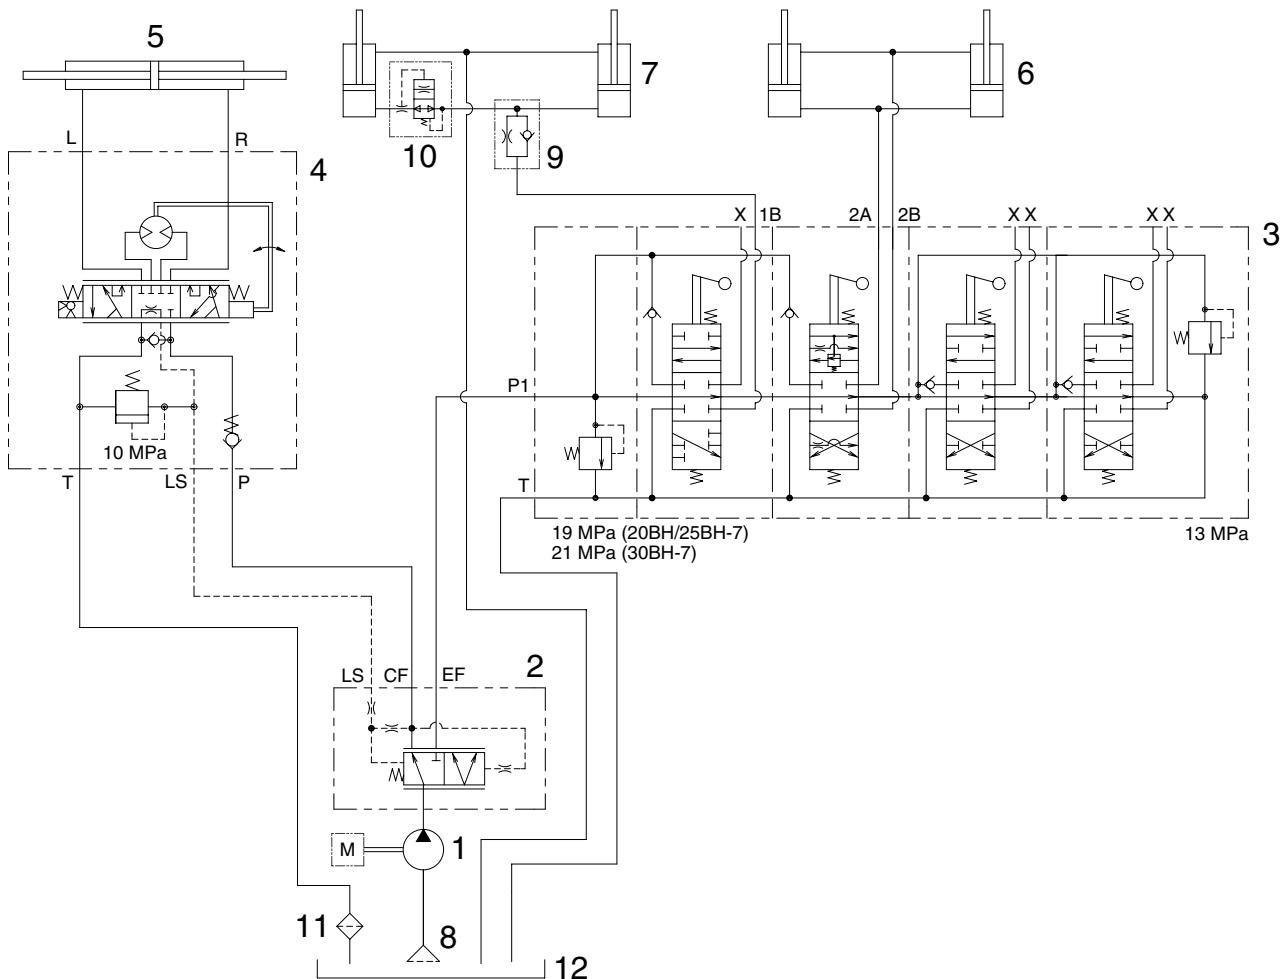 5
7
6
10
9
L
R
4
X
1B
2A
2B
X X
X X
3
P1
10 MPa
T
LS
P
T
19 MPa (20BH/25BH-7)
21 MPa (30BH-7)
13 MPa
LS
CF
EF
2
M
1
11
8
12